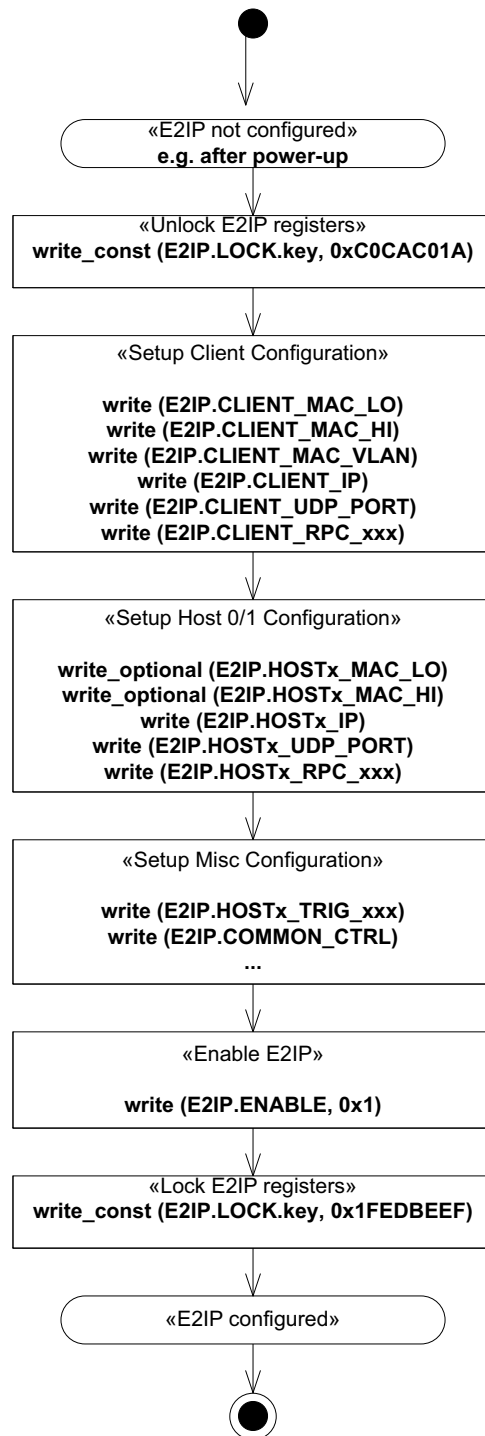 «E2IP not configured»
e.g. after power-up
«Unlock E2IP registers»
write_const (E2IP.LOCK.key, 0xC0CAC01A)
«Setup Client Configuration»
write (E2IP.CLIENT_MAC_LO)
write (E2IP.CLIENT_MAC_HI)
write (E2IP.CLIENT_MAC_VLAN)
write (E2IP.CLIENT_IP)
write (E2IP.CLIENT_UDP_PORT)
write (E2IP.CLIENT_RPC_xxx)
«Setup Host 0/1 Configuration»
write_optional (E2IP.HOSTx_MAC_LO)
write_optional (E2IP.HOSTx_MAC_HI)
write (E2IP.HOSTx_IP)
write (E2IP.HOSTx_UDP_PORT)
write (E2IP.HOSTx_RPC_xxx)
«Setup Misc Configuration»
write (E2IP.HOSTx_TRIG_xxx)
write (E2IP.COMMON_CTRL)
...
«Enable E2IP»
write (E2IP.ENABLE, 0x1)
«Lock E2IP registers»
write_const (E2IP.LOCK.key, 0x1FEDBEEF)
«E2IP configured»